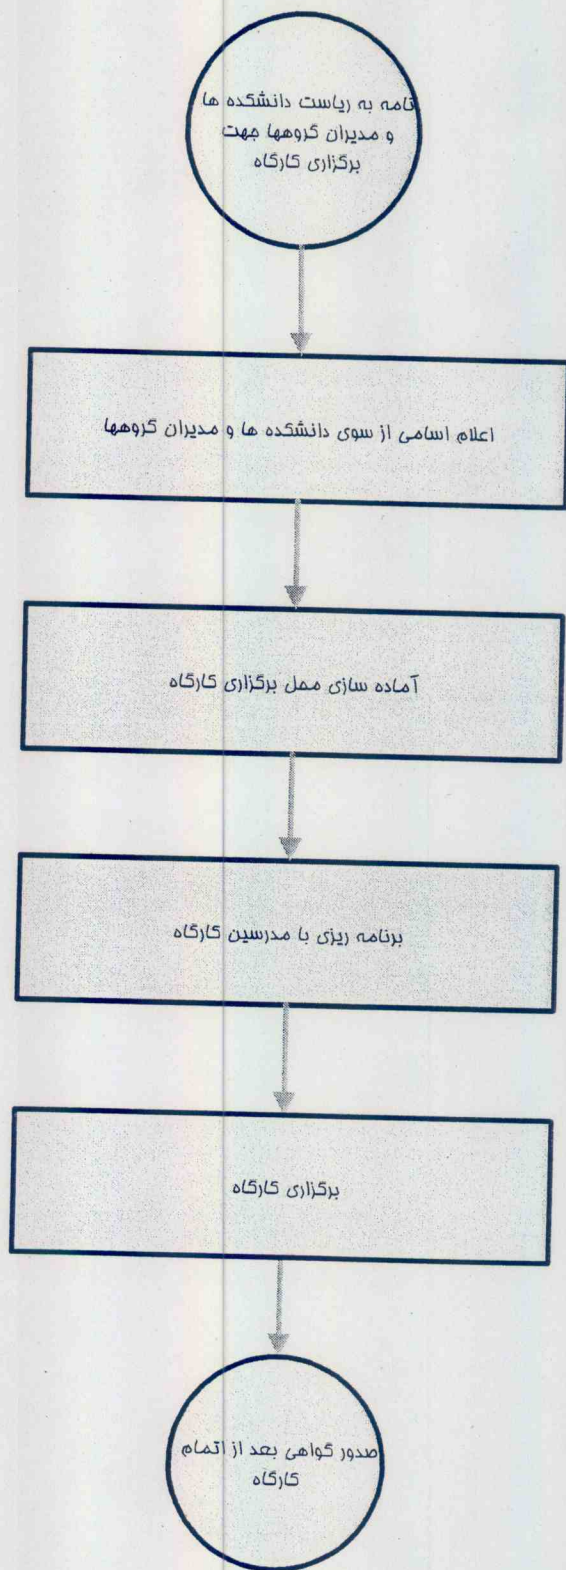 نامه به ریاست دانشکده ها
و مدیران گروهها جهت
برگزاری کارگاه
اعلام اسامی از سوی دانشکده ها و مدیران گروهها
آماده سازی محل برگزاری کارگاه
برنامه ریزی با مدرسین کارگاه
برگزاری کارگاه
صدور گواهی بعد از اتمام
کارگاه